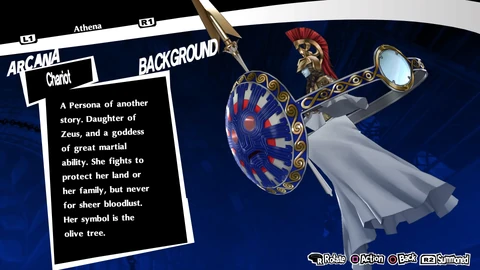 L1
Athena
R1
ARCANA
Chariot
BACKGROUND
A Persona of another
story. Daughter of
Zeus, and a goddess
of great martial
ability. She fights to
protect her land or
her family, but never
for sheer bloodlust.
Her symbol is the
olive tree.
R Rotate Action Back R2 Summoned